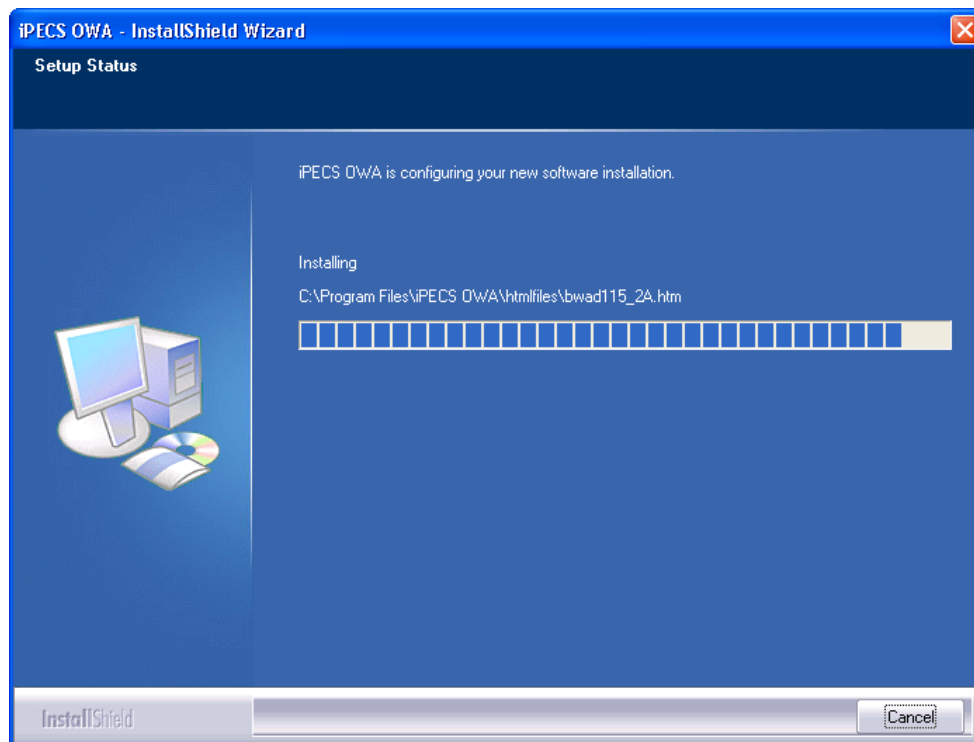 iPECS OWA - InstallShield Wizard
Setup Status
iPECS OWA is configuring your new software installation.
Installing
C:\Program Files\iPECS OWA\htmlfiles\bwad115_2A.htm
InstallShield
Cancel